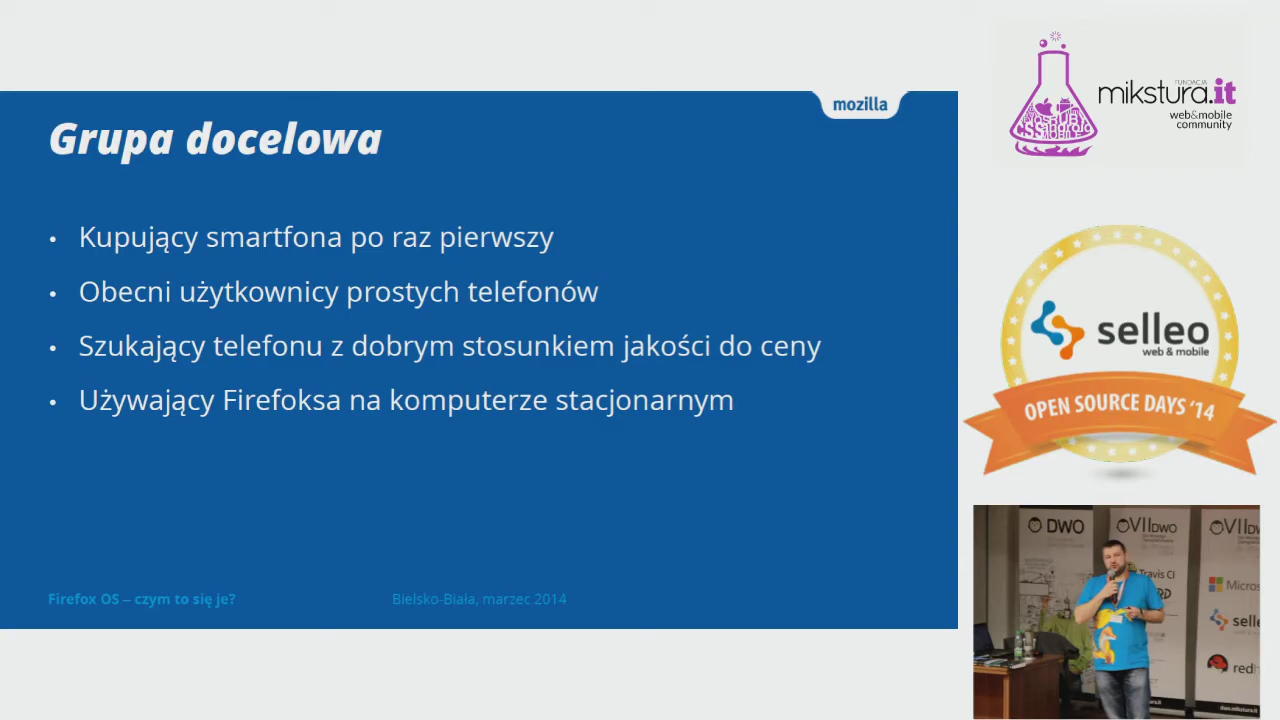 mozilla
Grupa docelowa
• Kupujący smartfona po raz pierwszy
• Obecni użytkownicy prostych telefonów
• Szukający telefonu z dobrym stosunkiem jakości do ceny
• Używający Firefoksa na komputerze stacjonarnym
Firefox OS – czym to się je?
Bielsko-Biała, marzec 2014
FUNDACJA
mikstura.it
web&mobile
community
selleo
web & mobile
OPEN SOURCE DAYS ‘14
DWO
VII DWO
Travis CI
Micros
selle
red